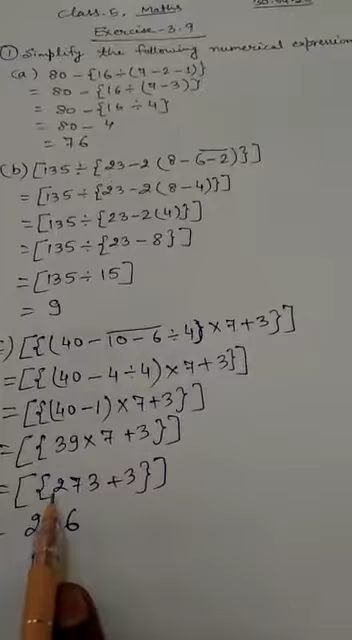 Class. 5. Maths
Exercise-3.9
① Simplify the following numerical expression
(a) 80 - {16 ÷ (7 - 2 - 1)}
= 80 - {16 ÷ (7 - 3)}
= 80 - {16 ÷ 4}
= 80 - 4
= 76
(b) [135 ÷ {23 - 2 (8 - 6̅ ̅-̅ ̅2̅)}]
= [135 ÷ {23 - 2 (8 - 4)}]
= [135 ÷ {23 - 2(4)}]
= [135 ÷ {23 - 8}]
= [135 ÷ 15]
= 9
) [{(40 - 1̅0̅ ̅-̅ ̅6̅ ÷ 4} × 7 + 3}]
= [{(40 - 4 ÷ 4) × 7 + 3}]
= [{(40 - 1) × 7 + 3}]
= [{39 × 7 + 3}]
= [{273 + 3}]